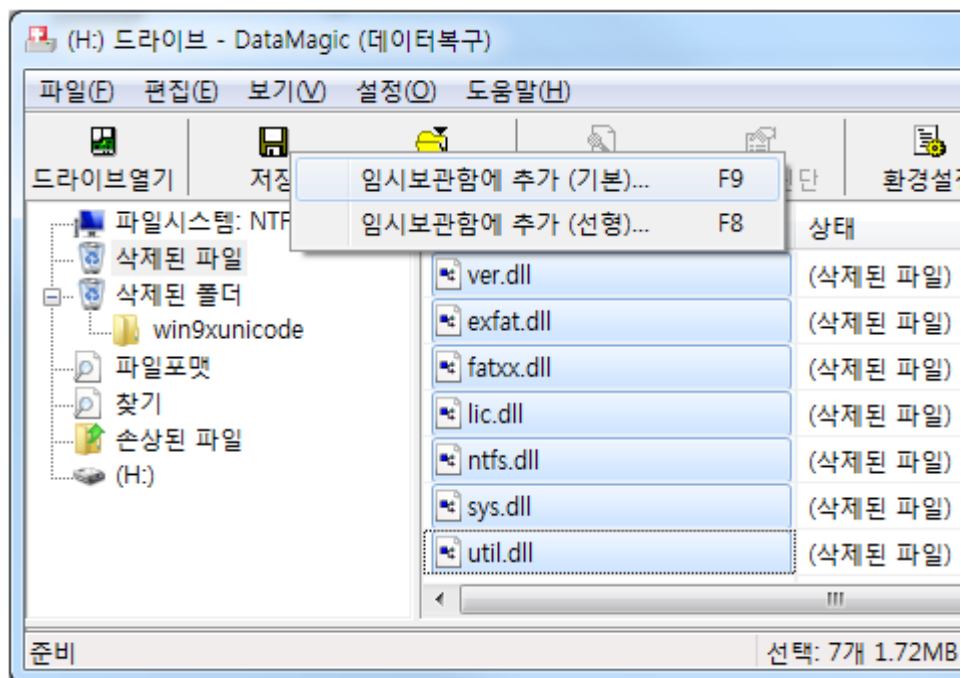 (H:) 드라이브 - DataMagic (데이터복구)
파일(F) 편집(E) 보기(V) 설정(O) 도움말(H)
드라이브열기 저장 단 환경설정
임시보관함에 추가 (기본)... F9
임시보관함에 추가 (선형)... F8
파일시스템: NTF
삭제된 파일
삭제된 폴더
win9xunicode
파일포맷
찾기
손상된 파일
(H:)
상태
ver.dll (삭제된 파일)
exfat.dll (삭제된 파일)
fatxx.dll (삭제된 파일)
lic.dll (삭제된 파일)
ntfs.dll (삭제된 파일)
sys.dll (삭제된 파일)
util.dll (삭제된 파일)
준비 선택: 7개 1.72MB